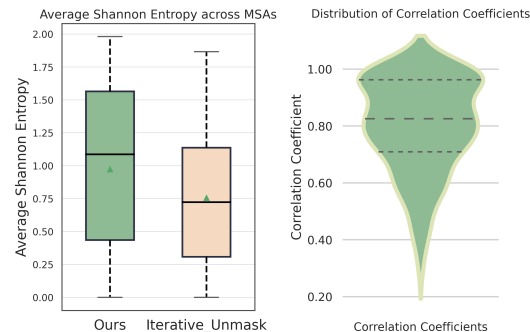 Average Shannon Entropy across MSAs
Average Shannon Entropy
2.00
1.75
1.50
1.25
1.00
0.75
0.50
0.25
0.00
Ours
Iterative Unmask
Distribution of Correlation Coefficients
Correlation Coefficient
1.00
0.80
0.60
0.40
0.20
Correlation Coefficients